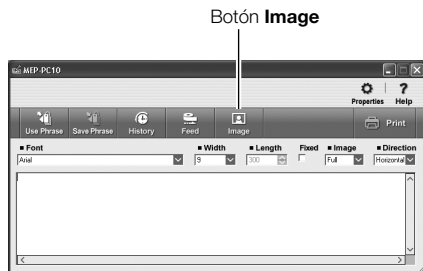 Botón Image
MEP-PC10
Properties Help
Use Phrase Save Phrase History Feed Image Print
Font Width Length Fixed Image Direction
Arial 9 300 Full Horizontal